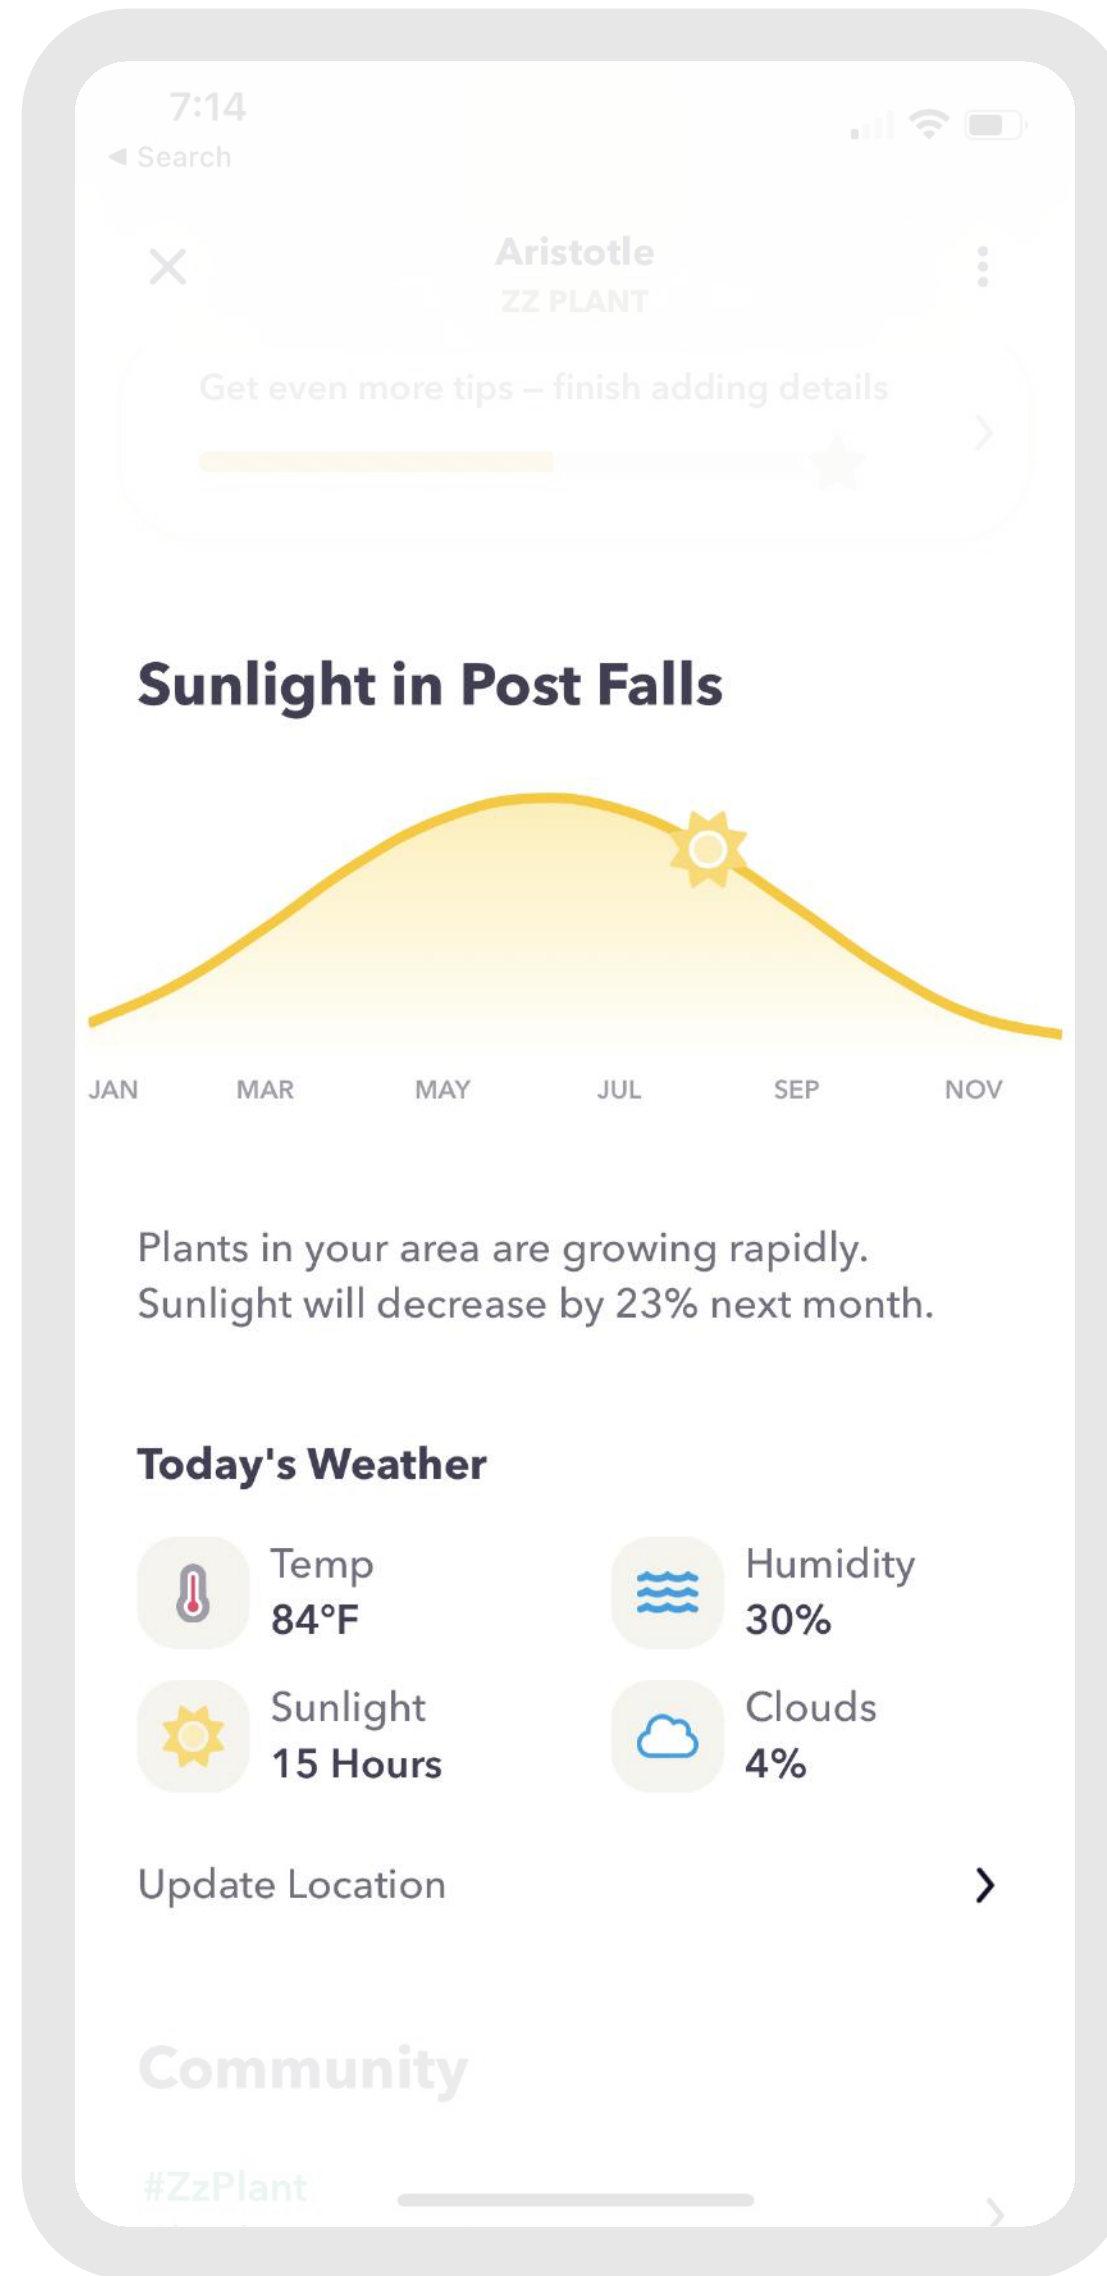 7:14
Search
Aristotle
ZZ PLANT
Get even more tips – finish adding details
Sunlight in Post Falls
JAN MAR MAY JUL SEP NOV
Plants in your area are growing rapidly.
Sunlight will decrease by 23% next month.
Today's Weather
Temp
84°F
Humidity
30%
Sunlight
15 Hours
Clouds
4%
Update Location
Community
#ZzPlant